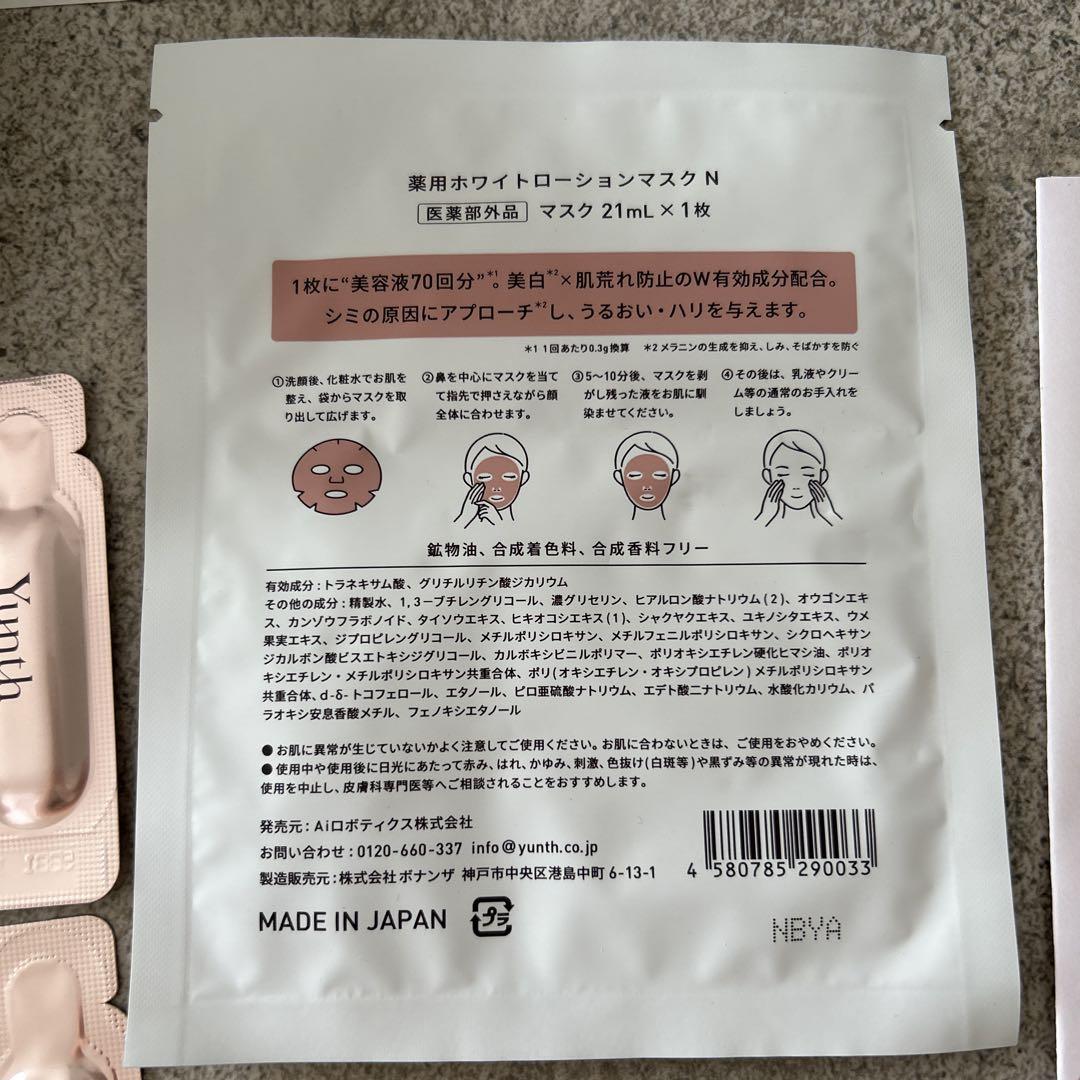 薬用ホワイトローションマスク N
医薬部外品 マスク 21mL × 1枚
1枚に“美容液70回分”*1。美白*2×肌荒れ防止のW有効成分配合。
シミの原因にアプローチ*2し、うるおい・ハリを与えます。
*1 1回あたり0.3g換算 *2 メラニンの生成を抑え、しみ、そばかすを防ぐ
①洗顔後、化粧水でお肌を
整え、袋からマスクを取
り出して広げます。
②鼻を中心にマスクを当て
て指先で押さえながら顔
全体に合わせます。
③5〜10分後、マスクを剥
がし残った液をお肌に馴
染ませてください。
④その後は、乳液やクリー
ム等の通常のお手入れを
しましょう。
鉱物油、合成着色料、合成香料フリー
有効成分：トラネキサム酸、グリチルリチン酸ジカリウム
その他の成分：精製水、1,3－ブチレングリコール、濃グリセリン、ヒアルロン酸ナトリウム(2)、オウゴンエキ
ス、カンゾウフラボノイド、タイソウエキス、ヒキオコシエキス(1)、シャクヤクエキス、ユキノシタエキス、ウメ
果実エキス、ジプロピレングリコール、メチルポリシロキサン、メチルフェニルポリシロキサン、シクロヘキサン
ジカルボン酸ビスエトキシジグリコール、カルボキシビニルポリマー、ポリオキシエチレン硬化ヒマシ油、ポリオ
キシエチレン・メチルポリシロキサン共重合体、ポリ(オキシエチレン・オキシプロピレン)メチルポリシロキサン
共重合体、d-δ-トコフェロール、エタノール、ピロ亜硫酸ナトリウム、エデト酸二ナトリウム、水酸化カリウム、パ
ラオキシ安息香酸メチル、フェノキシエタノール
●お肌に異常が生じていないかよく注意してご使用ください。お肌に合わないときは、ご使用をおやめください。
●使用中や使用後に日光にあたって赤み、はれ、かゆみ、刺激、色抜け(白斑等)や黒ずみ等の異常が現れた時は、
使用を中止し、皮膚科専門医等へご相談されることをおすすめします。
発売元：Aiロボティクス株式会社
お問い合わせ：0120-660-337 info@yunth.co.jp
製造販売元：株式会社ボナンザ 神戸市中央区港島中町 6-13-1
4 580785 290033
MADE IN JAPAN プラ
NBYA
Yunth